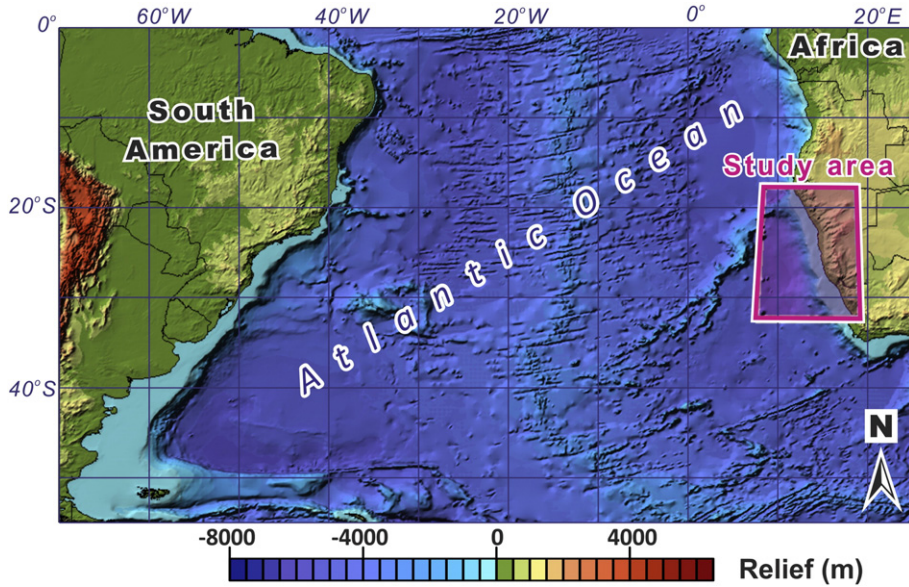 60°W 40°W 20°W 0° 20°E
0°
Africa
South
America
Atlantic Ocean
Study area
20°S
40°S
N
-8000 -4000 0 4000
Relief (m)